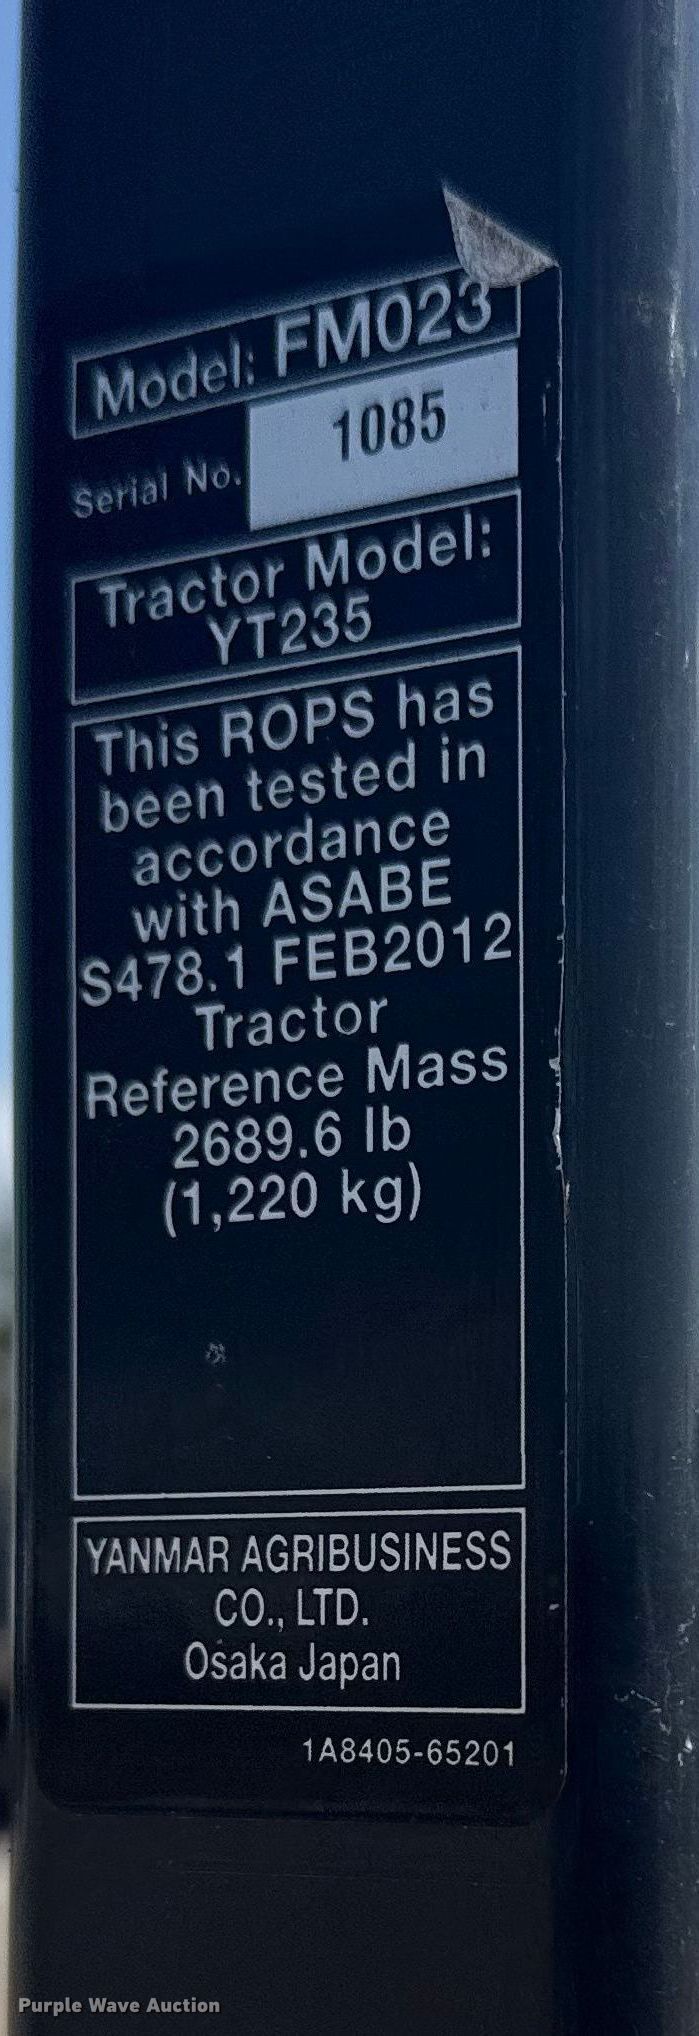 Model: FM023
Serial No. 1085
Tractor Model:
YT235
This ROPS has
been tested in
accordance
with ASABE
S478.1 FEB2012
Tractor
Reference Mass
2689.6 lb
(1,220 kg)
YANMAR AGRIBUSINESS
CO., LTD.
Osaka Japan
1A8405-65201
Purple Wave Auction